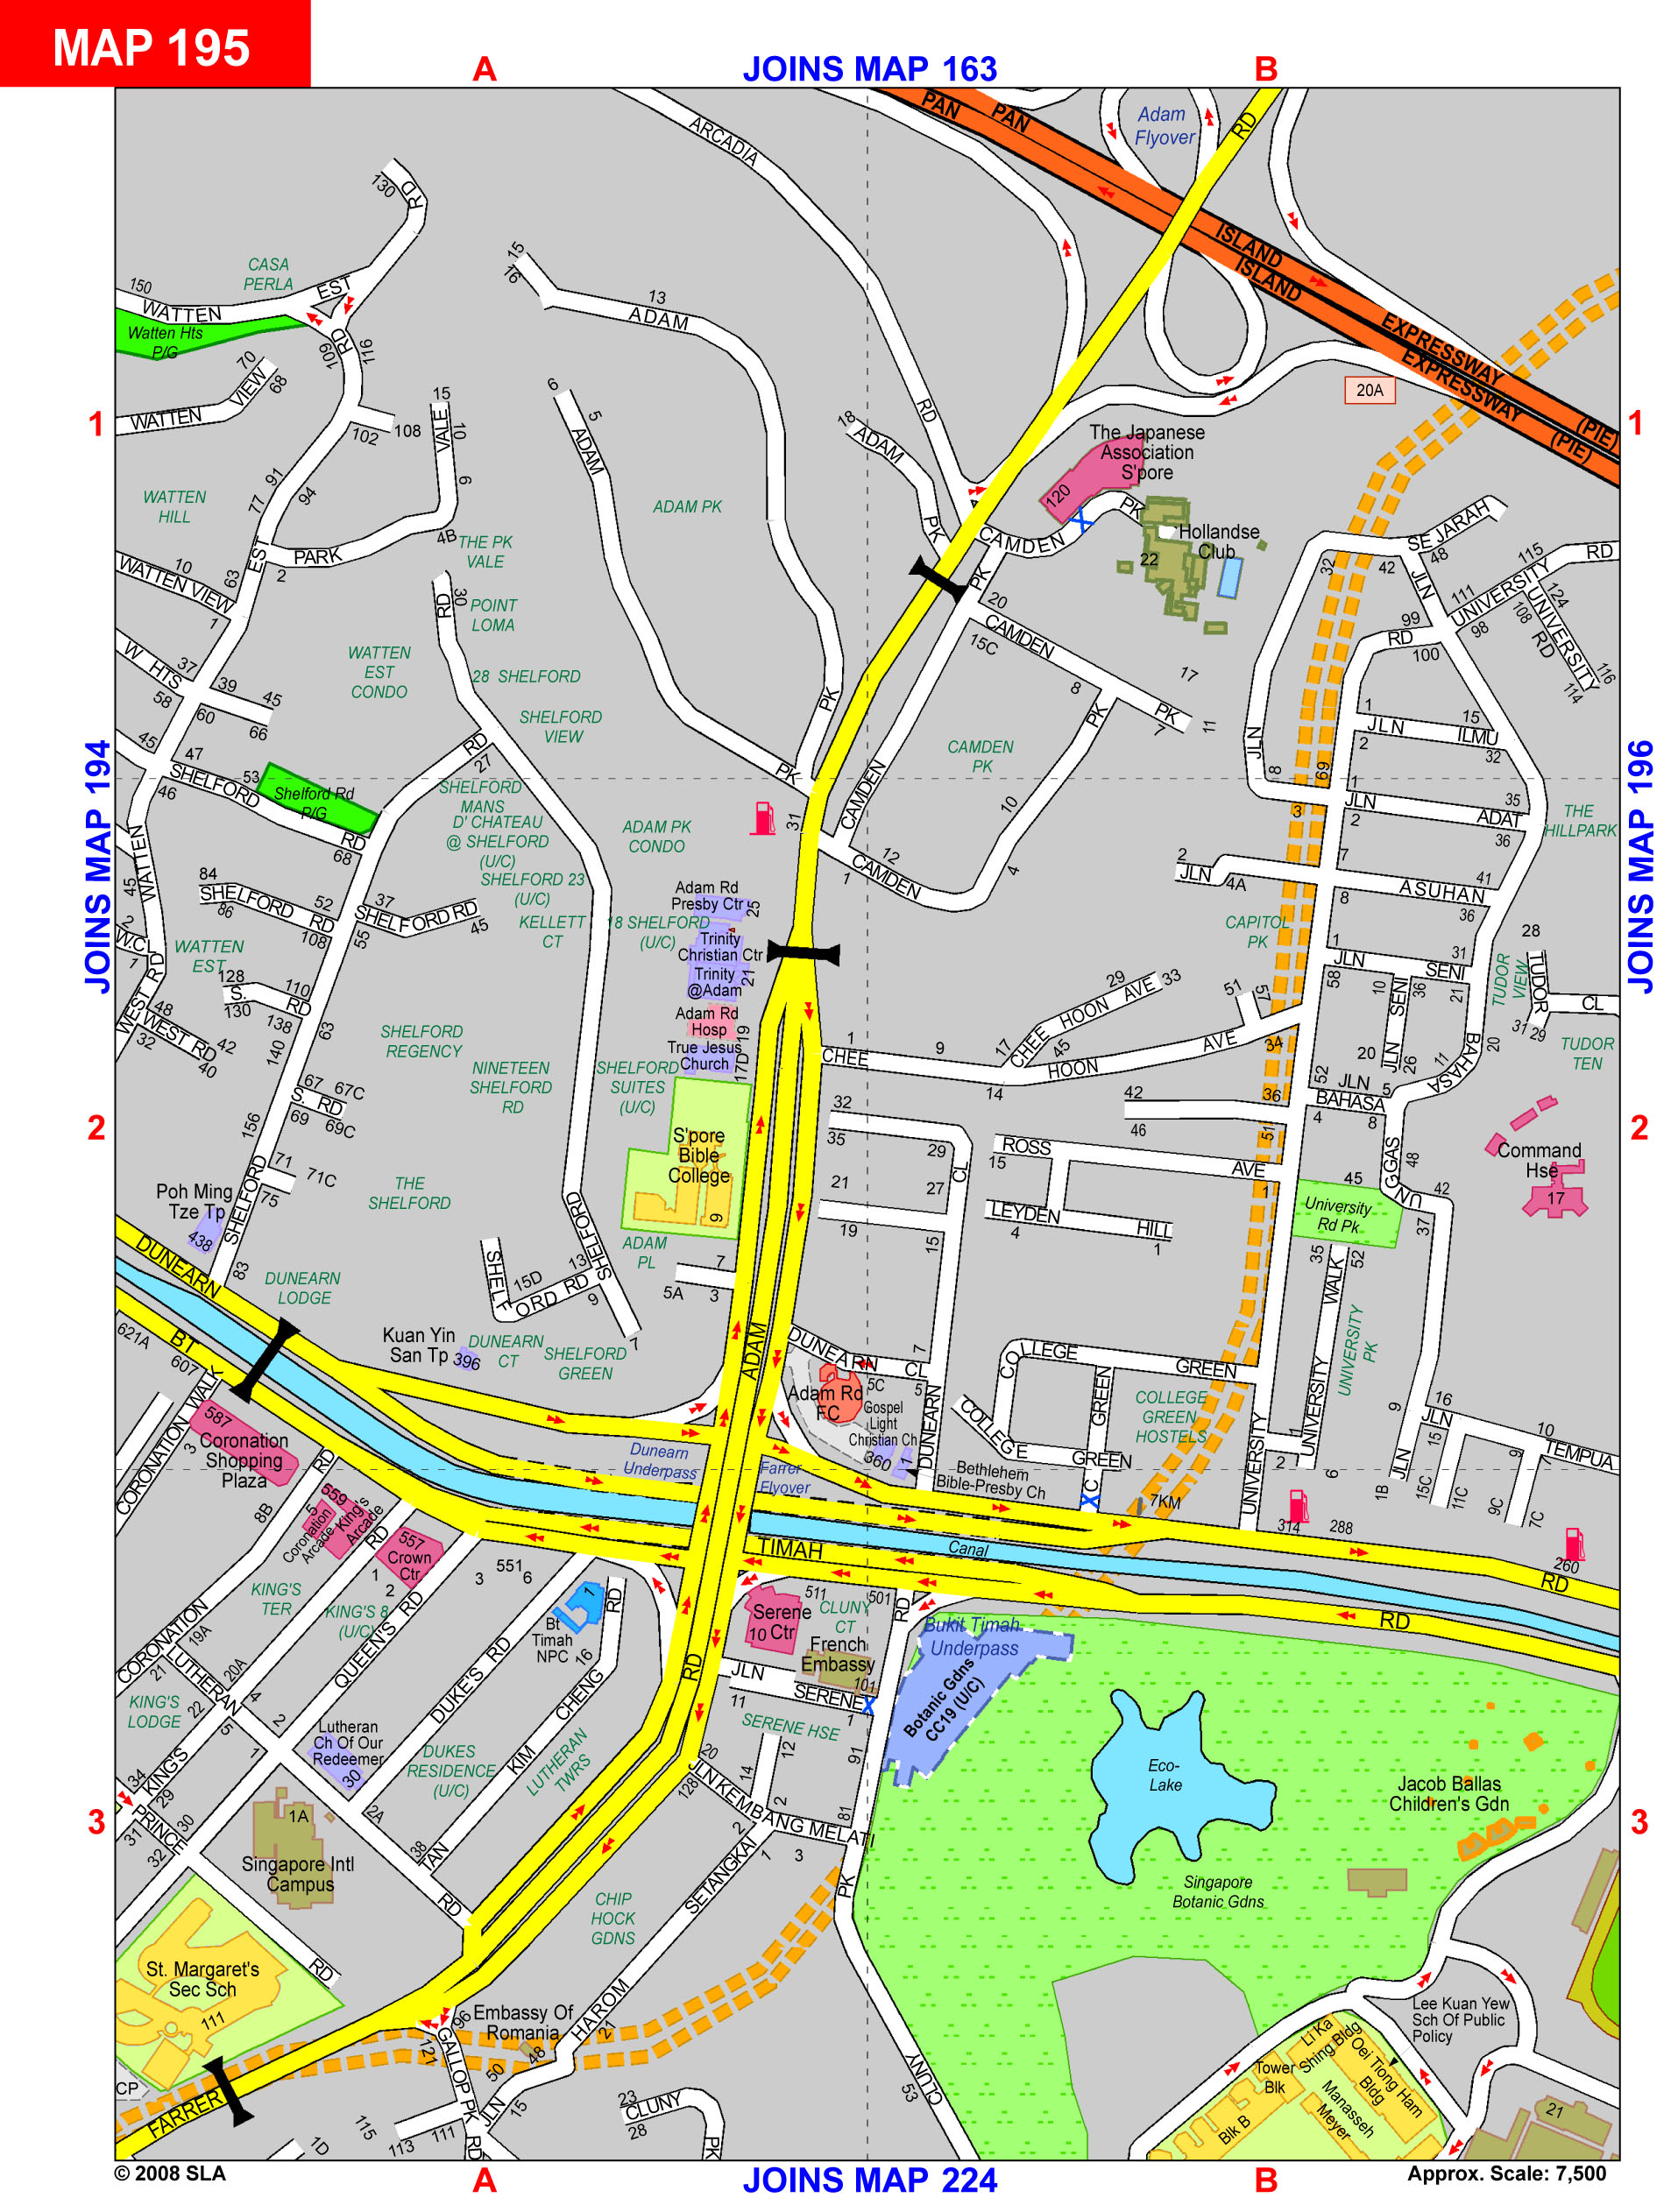 MAP 195
A
JOINS MAP 163
B
PAN
PAN
Adam
Flyover
RD
ARCADIA
130
RD
ISLAND
ISLAND
CASA
PERLA
150
WATTEN
EST
15
16
13
ADAM
Watten Hts
P/G
RD
109
116
EXPRESSWAY
EXPRESSWAY
(PIE)
(PIE)
20A
70
VIEW
68
WATTEN
102
108
15
VALE
10
6
6
5
ADAM
RD
18
ADAM
PK
1
1
The Japanese
Association
S'pore
120
WATTEN
HILL
77
91
94
4B
ADAM PK
CAMDEN
PK
Hollandse
Club
22
SEJARAH
48
42
32
115
RD
EST
PARK
2
THE PK
VALE
10
WATTEN VIEW
63
1
RD
30
POINT
LOMA
PK
20
CAMDEN
15C
JLN
111
UNIVERSITY
99
RD
100
98
124
UNIVERSITY
108
RD
116
114
W HTS
37
58
39
60
45
66
WATTEN
EST
CONDO
28 SHELFORD
SHELFORD
VIEW
PK
8
PK
17
11
PK
7
JLN
1
JLN
ILMU
15
2
32
JOINS MAP 194
JOINS MAP 196
45
47
SHELFORD
46
53
Shelford Rd
P/G
RD
68
RD
27
SHELFORD
MANS
D' CHATEAU
@ SHELFORD
(U/C)
SHELFORD 23
(U/C)
KELLETT
CT
18 SHELFORD
(U/C)
ADAM PK
CONDO
PK
31
CAMDEN
CAMDEN
PK
10
8
69
3
1
JLN
ADAT
2
35
36
THE
HILLPARK
12
CAMDEN
1
4
2
JLN
4A
7
ASUHAN
8
41
36
WATTEN
45
84
SHELFORD
86
52
RD
108
37
SHELFORD RD
45
55
Adam Rd
Presby Ctr
25
Trinity
Christian Ctr
Trinity
@Adam
21
Adam Rd
Hosp
19
True Jesus
Church
17D
CAPITOL
PK
1
JLN
SENI
31
58
10
SENI
36
21
TUDOR
VIEW
28
TUDOR
CL
31
29
TUDOR
TEN
2
WCL
1
WATTEN
EST
128
S.
130
110
RD
138
WEST RD
48
WEST RD
32
42
40
140
63
SHELFORD
REGENCY
NINETEEN
SHELFORD
RD
SHELFORD
SUITES
(U/C)
1
CHEE
9
17
CHEE HOON AVE
29
33
45
HOON
AVE
14
51
57
34
JLN
20
26
52
JLN
BAHASA
5
BAHASA
11
20
4
8
67
67C
S. RD
69
69C
156
2
2
36
42
46
32
35
29
CL
27
21
19
15
S'pore
Bible
College
9
ROSS
15
AVE
51
1
LEYDEN
4
HILL
1
UNGGAS
48
42
37
45
University
Rd Pk
35
52
Command
Hse
17
71
71C
75
Poh Ming
Tze Tp
438
SHELFORD
83
THE
SHELFORD
SHELFORD
13
15D
SHELFORD RD
9
1
ADAM
PL
7
5A
3
DUNEARN
DUNEARN
LODGE
Kuan Yin
San Tp 396
DUNEARN
CT
SHELFORD
GREEN
621A
BT
607
ADAM
DUNEARN
CL
7
5C
5
Adam Rd
FC
Gospel
Light
Christian Ch
360
1
DUNEARN
COLLEGE
GREEN
COLLEGE
GREEN
GREEN
COLLEGE
GREEN
HOSTELS
WALK
UNIVERSITY
UNIVERSITY
PK
UNIVERSITY
1
2
6
9
16
JLN
15
15C
JLN
1B
11C
10
TEMPUA
9
7
9C
7C
CORONATION WALK
3
587
Coronation
Shopping
Plaza
Dunearn
Underpass
Farrer
Flyover
Bethlehem
Bible-Presby Ch
C
7KM
314
288
260
RD
RD
Canal
TIMAH
8B
RD
559
5
Coronation
Arcade
King's
Arcade
RD
557
Crown
Ctr
1
2
3
551
6
Bt
Timah
NPC
1
RD
16
KING'S
TER
KING'S 8
(U/C)
CORONATION
19A
21
LUTHERAN
20A
22
4
5
2
1
QUEEN'S RD
DUKE'S RD
KIM
CHENG
TAN
38
Serene
10 Ctr
511
501
RD
CLUNY
CT
French
Embassy
101
JLN
SERENE
11
1
SERENE HSE
Bukit Timah
Underpass
Botanic Gdns
CC19 (U/C)
RD
KING'S
LODGE
34
KING'S
29
PRINCE
31
32
30
Lutheran
Ch Of Our
Redeemer
30
2A
DUKES
RESIDENCE
(U/C)
LUTHERAN
TWRS
20
JLN KEMBANG MELATI
128
14
12
2
91
81
2
1
3
Eco-
Lake
Jacob Ballas
Children's Gdn
3
3
1A
Singapore Intl
Campus
RD
SETANGKAI
CHIP
HOCK
GDNS
PK
Singapore
Botanic Gdns
St. Margaret's
Sec Sch
111
RD
HAROM
21
Embassy Of
Romania
96
48
50
121
GALLOP PK
RD
JLN
15
CP
FARRER
115
113
111
1D
23
CLUNY
28
PK
CLUNY
53
Lee Kuan Yew
Sch Of Public
Policy
Li Ka
Shing Bldg
Oei Tiong Ham
Bldg
Tower
Blk
Manasseh
Meyer
Blk B
21
© 2008 SLA
A
JOINS MAP 224
B
Approx. Scale: 7,500